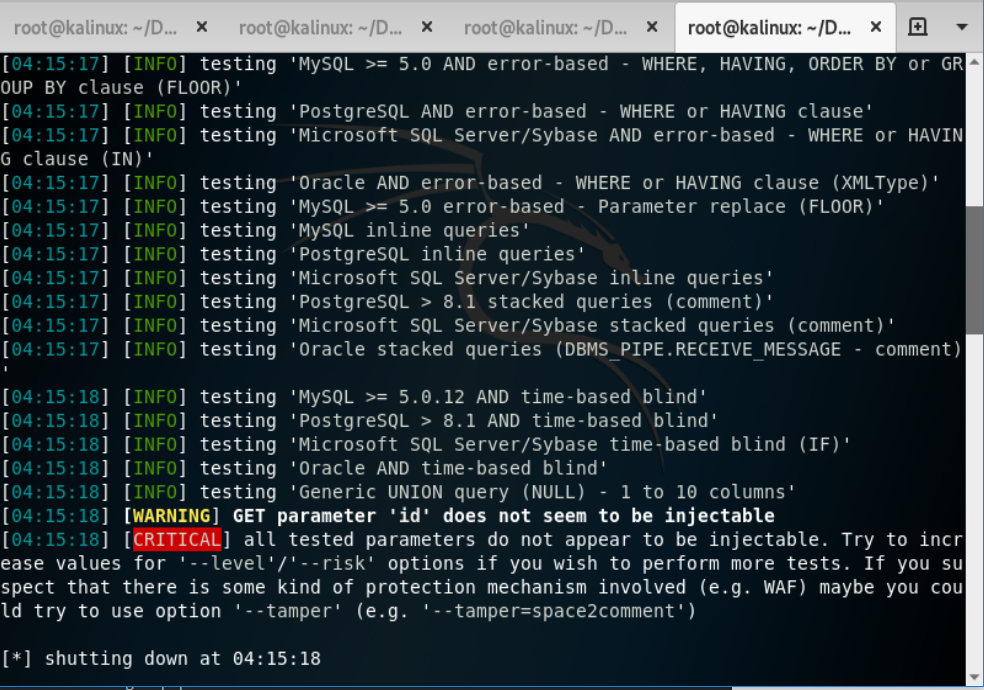 root@kalinux: ~/D... × root@kalinux: ~/D... × root@kalinux: ~/D... × root@kalinux: ~/D... ×
[04:15:17] [INFO] testing 'MySQL >= 5.0 AND error-based - WHERE, HAVING, ORDER BY or GR
OUP BY clause (FLOOR)'
[04:15:17] [INFO] testing 'PostgreSQL AND error-based - WHERE or HAVING clause'
[04:15:17] [INFO] testing 'Microsoft SQL Server/Sybase AND error-based - WHERE or HAVIN
G clause (IN)'
[04:15:17] [INFO] testing 'Oracle AND error-based - WHERE or HAVING clause (XMLType)'
[04:15:17] [INFO] testing 'MySQL >= 5.0 error-based - Parameter replace (FLOOR)'
[04:15:17] [INFO] testing 'MySQL inline queries'
[04:15:17] [INFO] testing 'PostgreSQL inline queries'
[04:15:17] [INFO] testing 'Microsoft SQL Server/Sybase inline queries'
[04:15:17] [INFO] testing 'PostgreSQL > 8.1 stacked queries (comment)'
[04:15:17] [INFO] testing 'Microsoft SQL Server/Sybase stacked queries (comment)'
[04:15:17] [INFO] testing 'Oracle stacked queries (DBMS_PIPE.RECEIVE_MESSAGE - comment)
'
[04:15:18] [INFO] testing 'MySQL >= 5.0.12 AND time-based blind'
[04:15:18] [INFO] testing 'PostgreSQL > 8.1 AND time-based blind'
[04:15:18] [INFO] testing 'Microsoft SQL Server/Sybase time-based blind (IF)'
[04:15:18] [INFO] testing 'Oracle AND time-based blind'
[04:15:18] [INFO] testing 'Generic UNION query (NULL) - 1 to 10 columns'
[04:15:18] [WARNING] GET parameter 'id' does not seem to be injectable
[04:15:18] [CRITICAL] all tested parameters do not appear to be injectable. Try to incr
ease values for '--level'/'--risk' options if you wish to perform more tests. If you su
spect that there is some kind of protection mechanism involved (e.g. WAF) maybe you cou
ld try to use option '--tamper' (e.g. '--tamper=space2comment')
[*] shutting down at 04:15:18